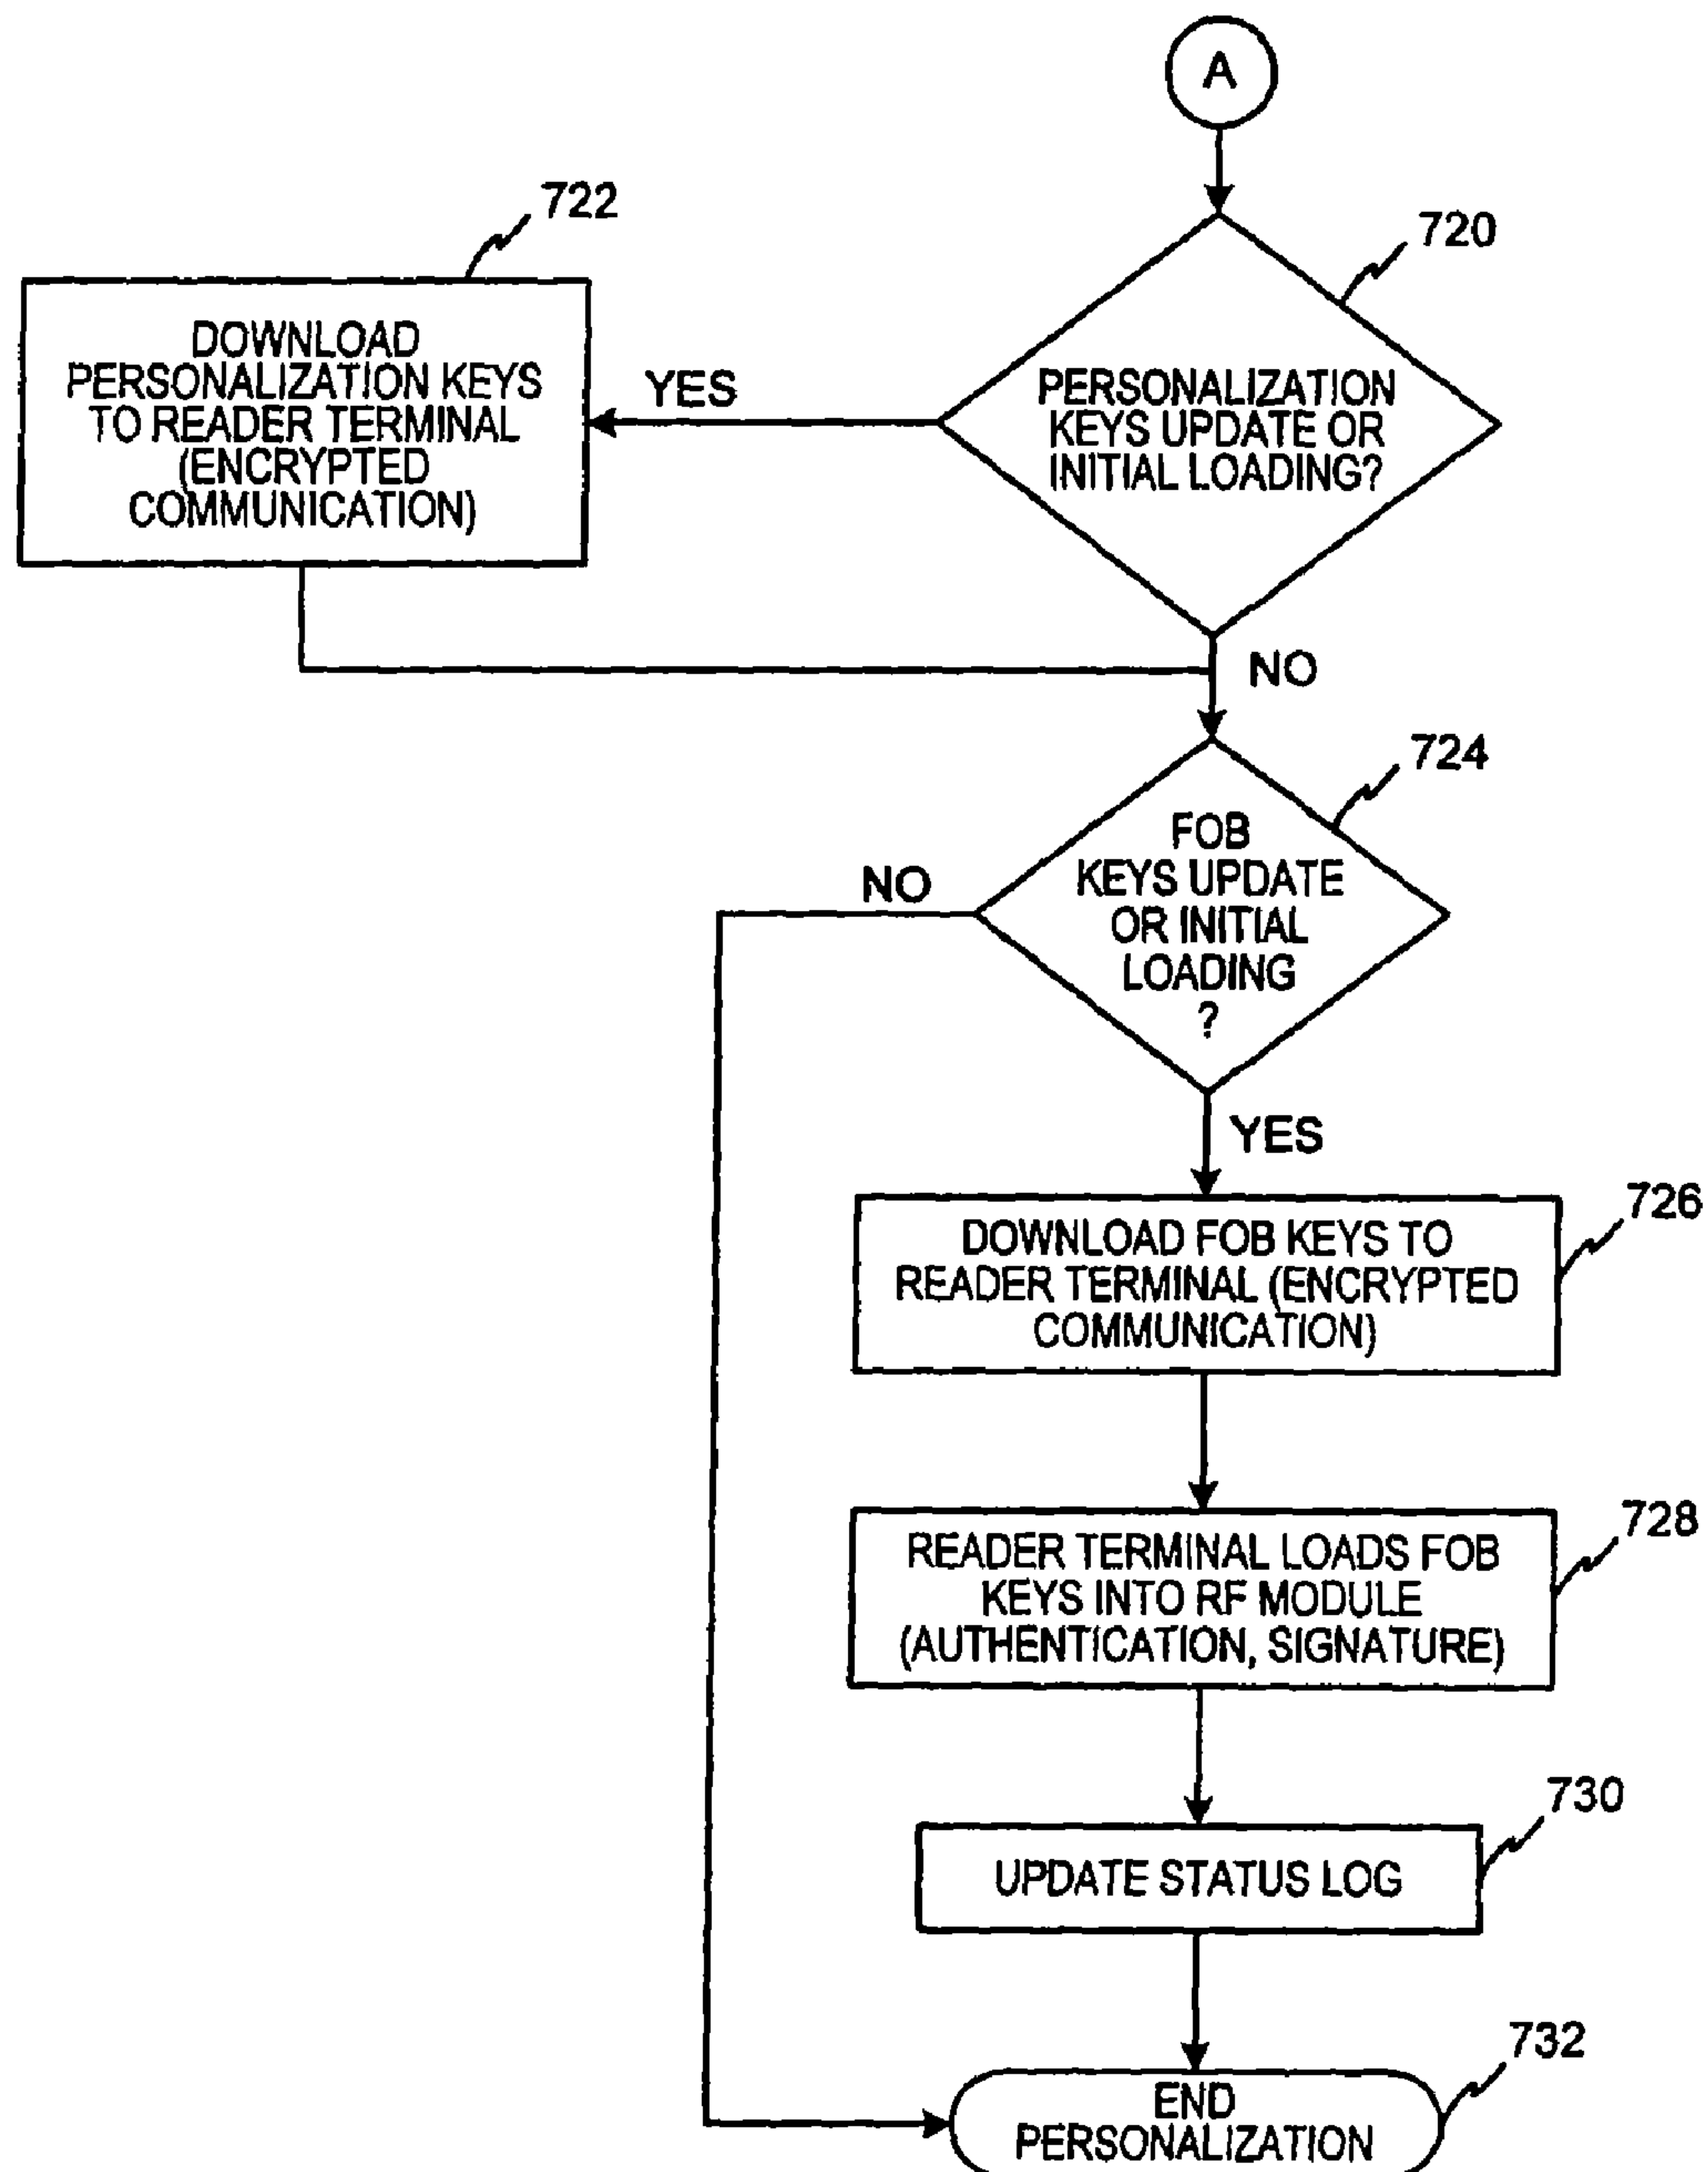 A
720
PERSONALIZATION
KEYS UPDATE OR
INITIAL LOADING?
YES
722
DOWNLOAD
PERSONALIZATION KEYS
TO READER TERMINAL
(ENCRYPTED
COMMUNICATION)
NO
724
FOB
KEYS UPDATE
OR INITIAL
LOADING
?
NO
YES
726
DOWNLOAD FOB KEYS TO
READER TERMINAL (ENCRYPTED
COMMUNICATION)
728
READER TERMINAL LOADS FOB
KEYS INTO RF MODULE
(AUTHENTICATION, SIGNATURE)
730
UPDATE STATUS LOG
732
END
PERSONALIZATION